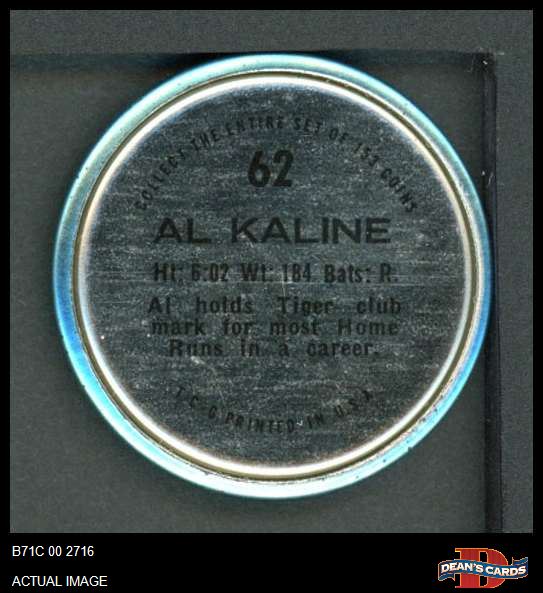 COLLECT THE ENTIRE SET OF 153 COINS
62
AL KALINE
Ht: 6:02 Wt: 184 Bats: R.
Al holds Tiger club
mark for most Home
Runs in a career.
T.C.G. PRINTED IN U.S.A.
B71C 00 2716
ACTUAL IMAGE
D
DEAN'S CARDS